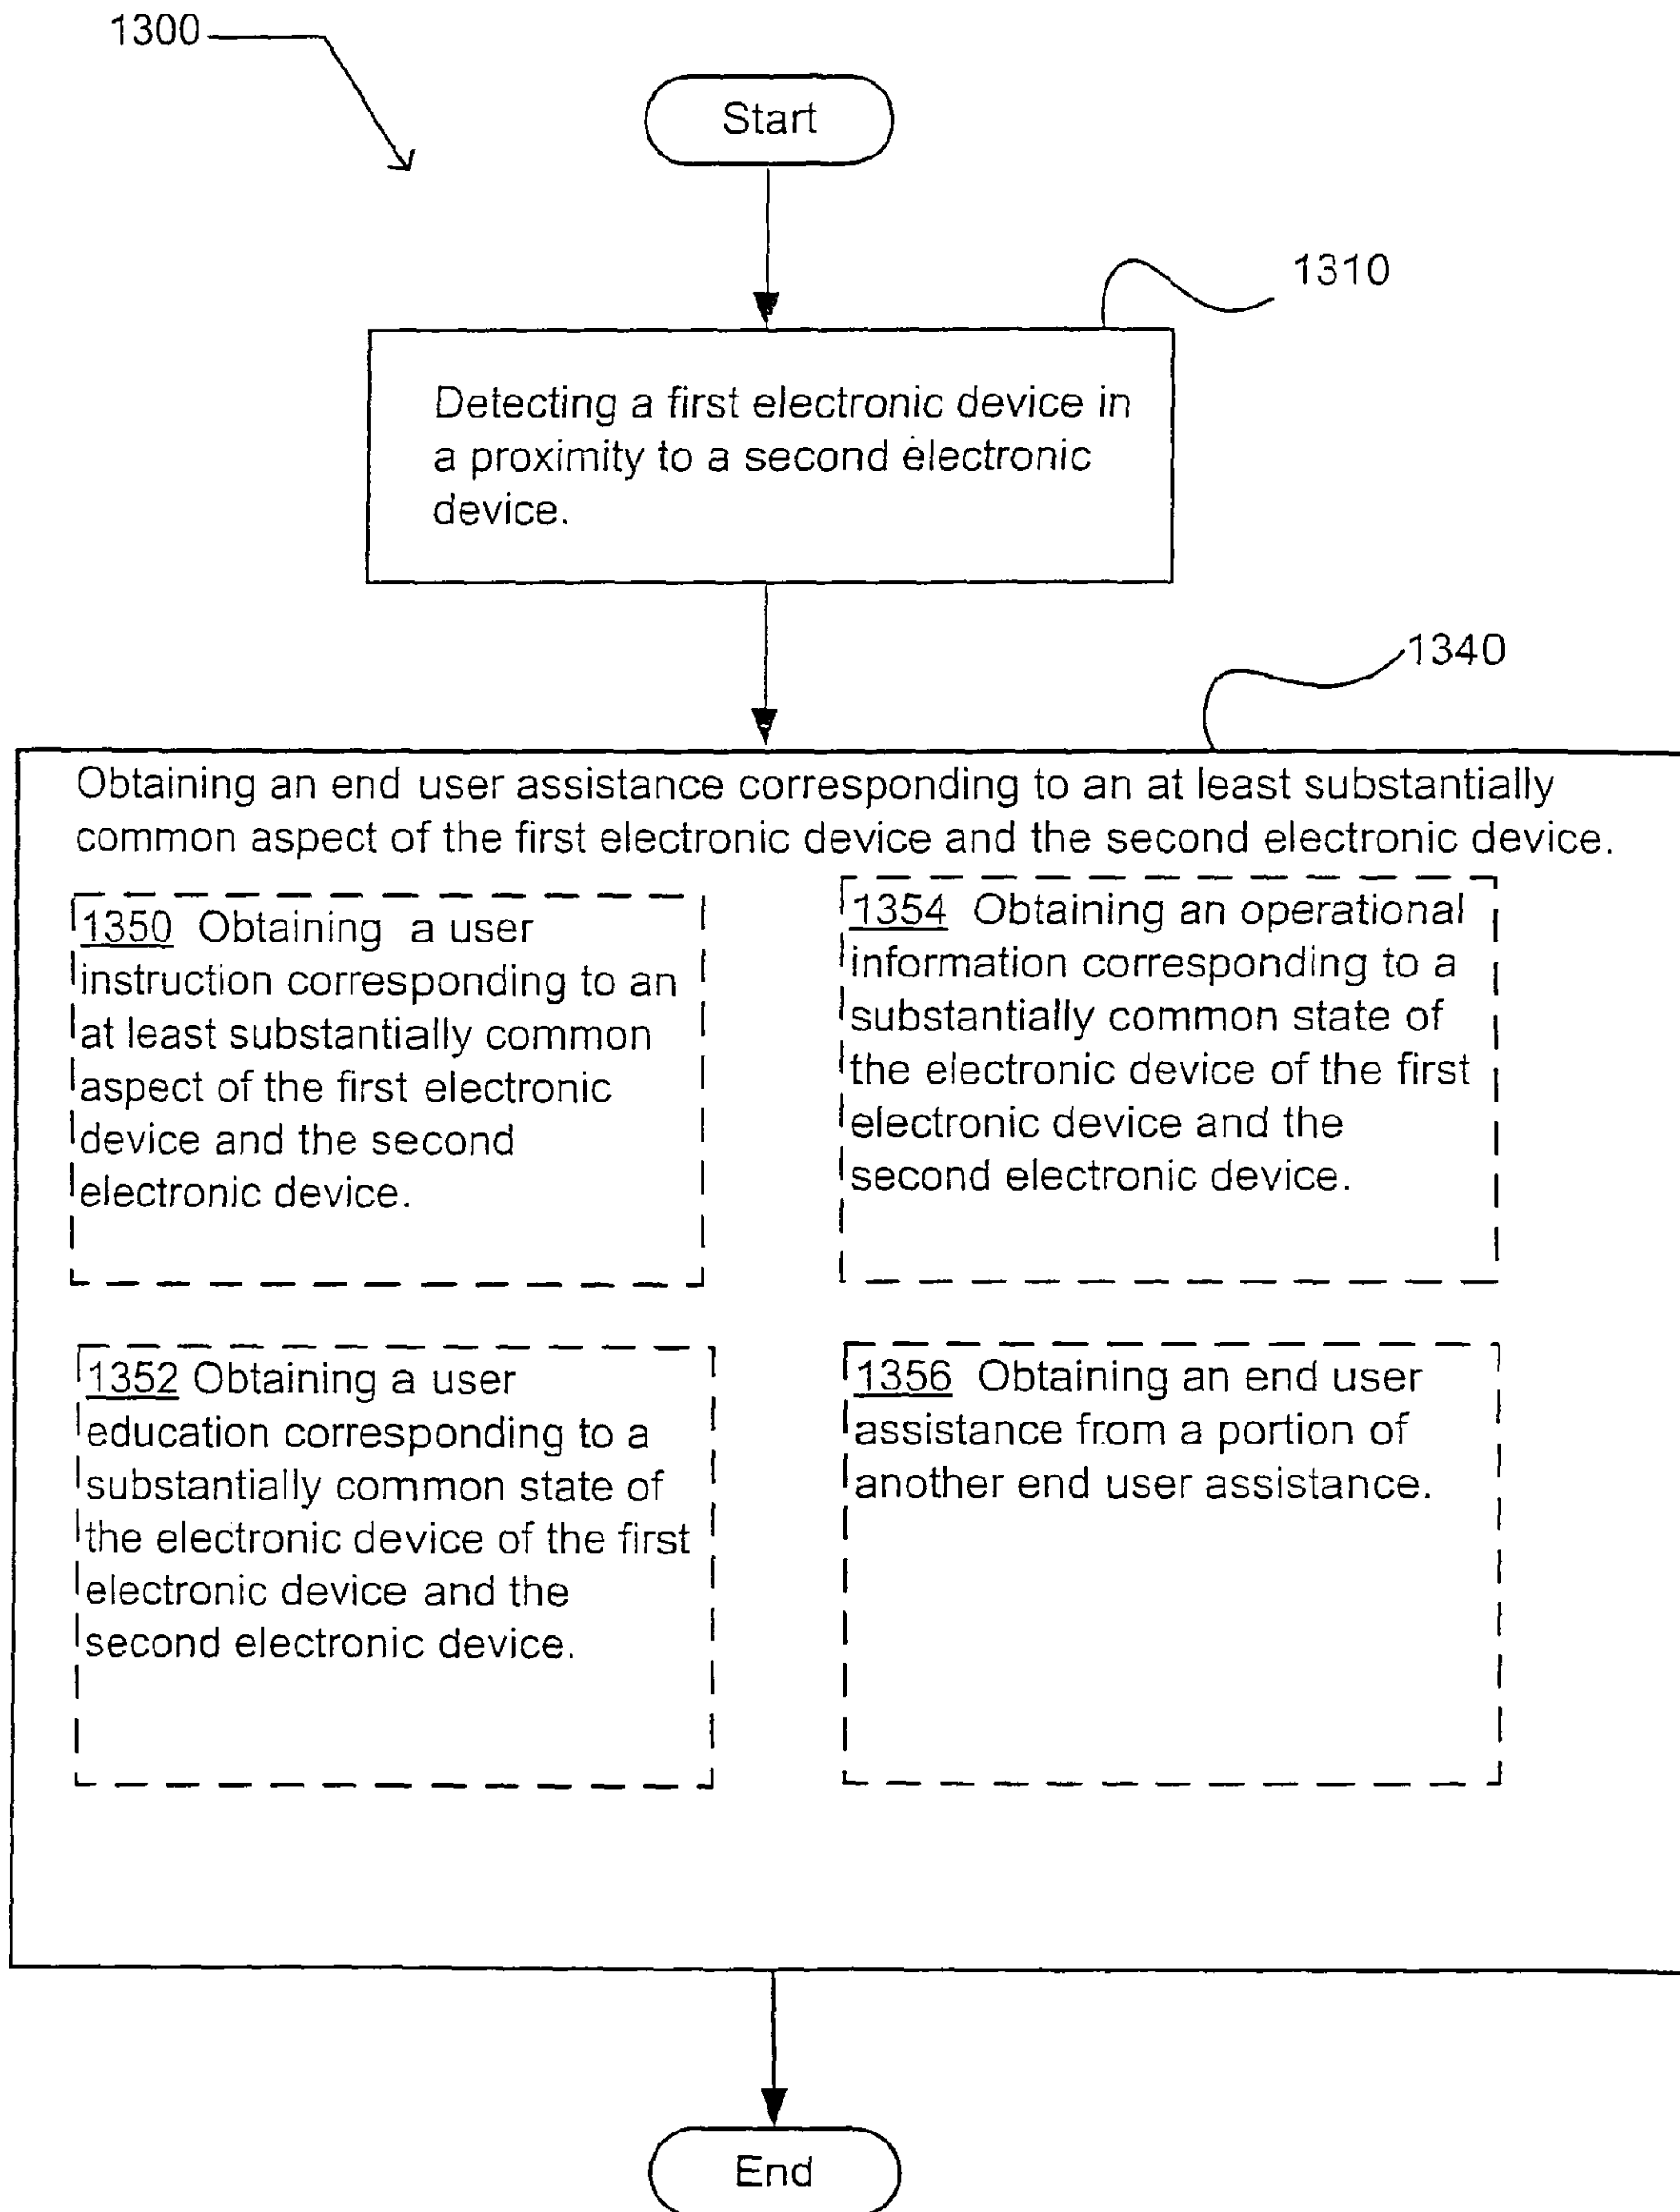 1300
Start
1310
Detecting a first electronic device in
a proximity to a second electronic
device.
1340
Obtaining an end user assistance corresponding to an at least substantially
common aspect of the first electronic device and the second electronic device.
1350 Obtaining a user
instruction corresponding to an
at least substantially common
aspect of the first electronic
device and the second
electronic device.
1354 Obtaining an operational
information corresponding to a
substantially common state of
the electronic device of the first
electronic device and the
second electronic device.
1352 Obtaining a user
education corresponding to a
substantially common state of
the electronic device of the first
electronic device and the
second electronic device.
1356 Obtaining an end user
assistance from a portion of
another end user assistance.
End